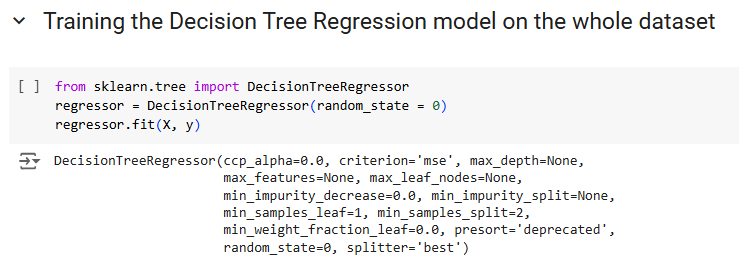 Training the Decision Tree Regression model on the whole dataset
[ ] from sklearn.tree import DecisionTreeRegressor
regressor = DecisionTreeRegressor(random_state = 0)
regressor.fit(X, y)
DecisionTreeRegressor(ccp_alpha=0.0, criterion='mse', max_depth=None,
max_features=None, max_leaf_nodes=None,
min_impurity_decrease=0.0, min_impurity_split=None,
min_samples_leaf=1, min_samples_split=2,
min_weight_fraction_leaf=0.0, presort='deprecated',
random_state=0, splitter='best')